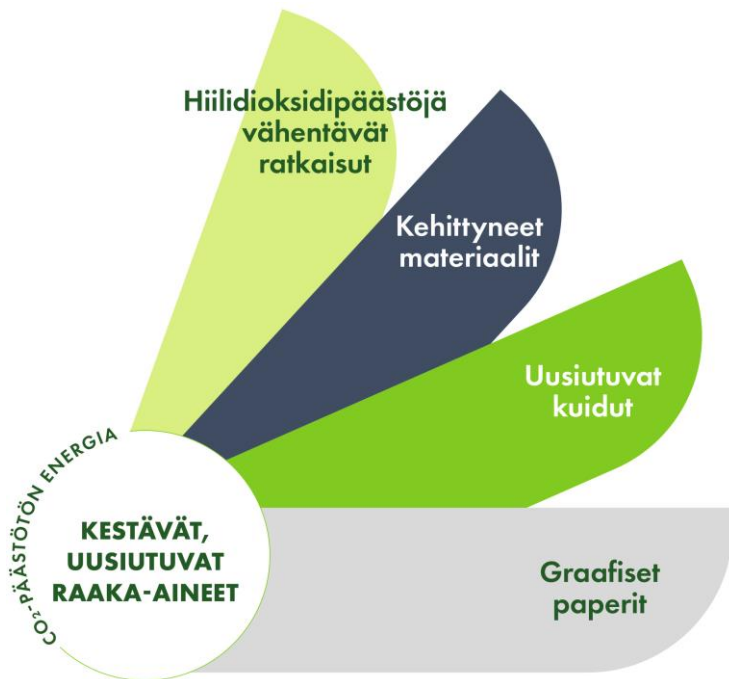 Hiilidioksidipäästöjä
vähentävät
ratkaisut
Kehittyneet
materiaalit
Uusiutuvat
kuidut
CO₂-PÄÄSTÖTÖN ENERGIA
KESTÄVÄT,
UUSIUTUVAT
RAAKA-AINEET
Graafiset
paperit